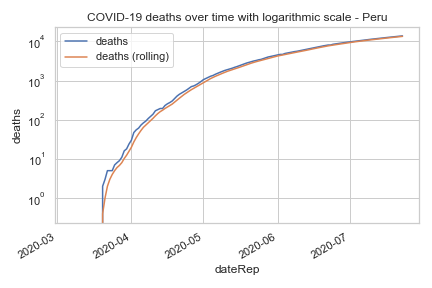 COVID-19 deaths over time with logarithmic scale - Peru
deaths
deaths (rolling)
10⁴
10³
10²
10¹
10⁰
deaths
2020-03
2020-04
2020-05
2020-06
2020-07
dateRep